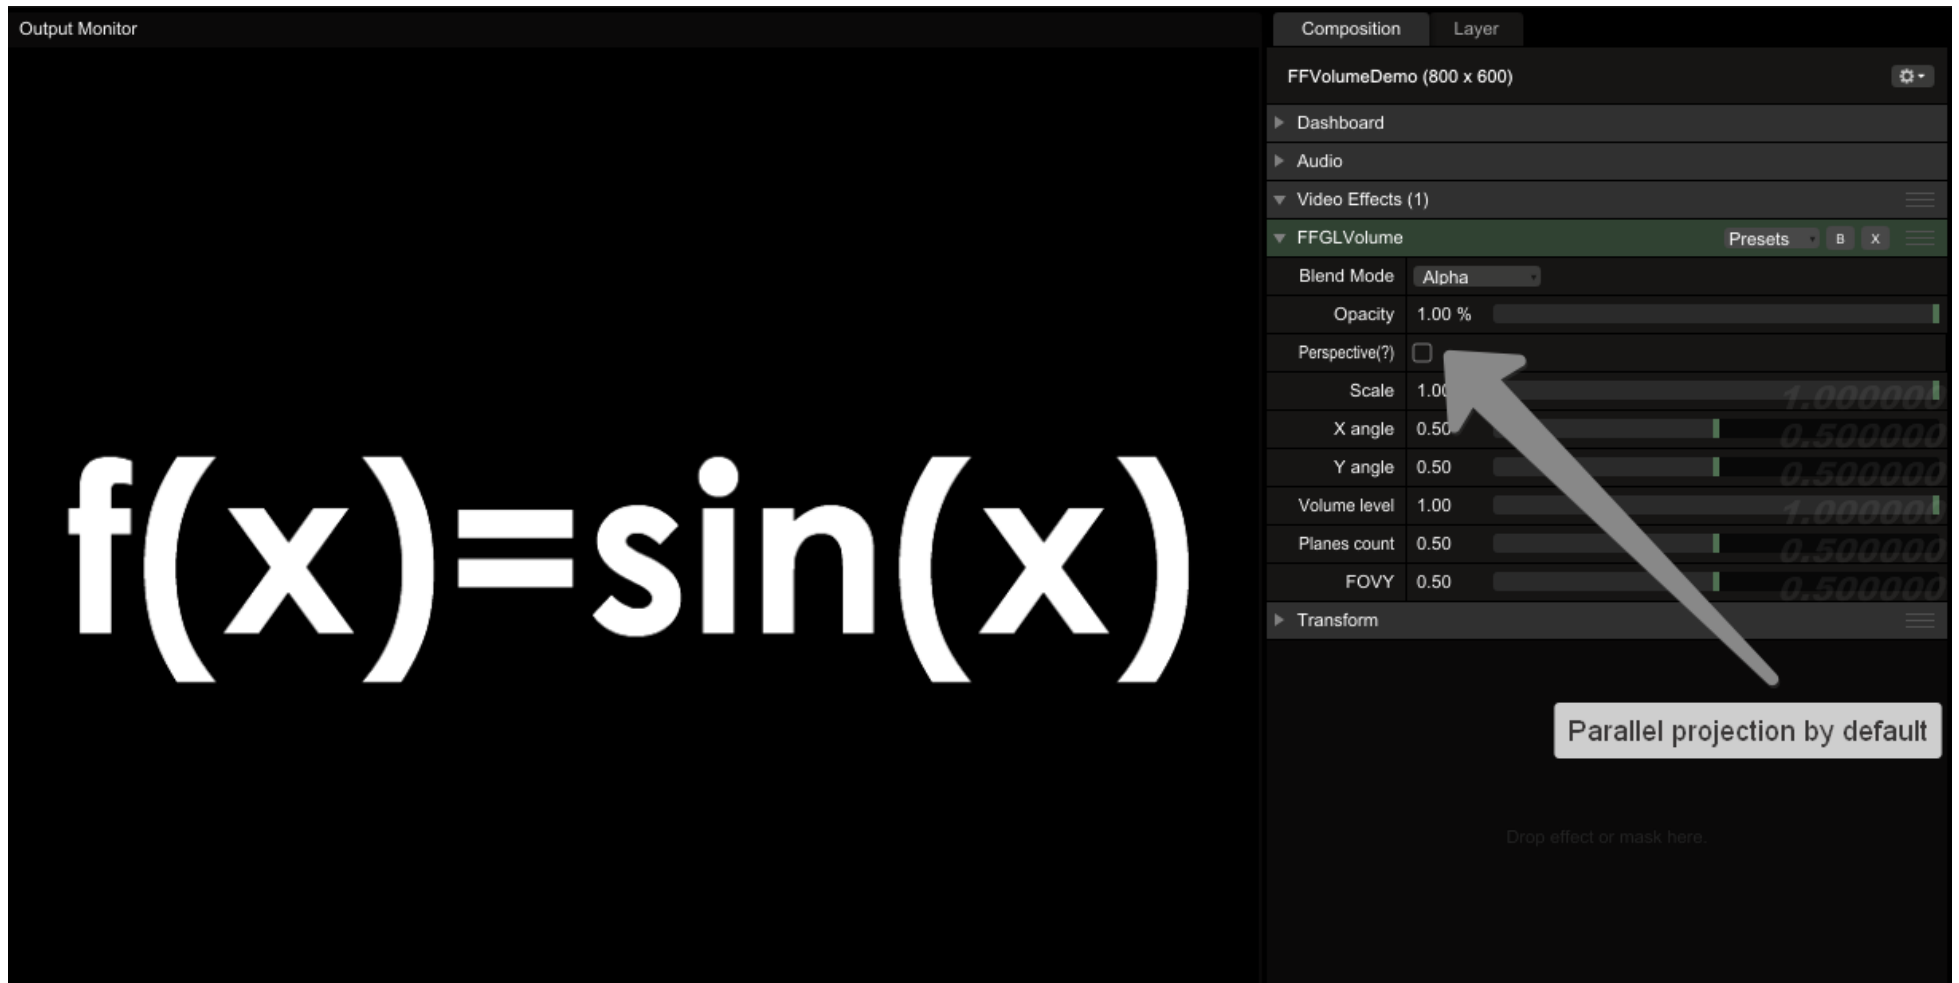 Output Monitor
Composition Layer
FFVolumeDemo (800 x 600)
Dashboard
Audio
Video Effects (1)
FFGLVolume Presets B X
Blend Mode Alpha
Opacity 1.00 %
Perspective(?)
Scale 1.00 1.000000
X angle 0.50 0.500000
Y angle 0.50 0.500000
Volume level 1.00 1.000000
Planes count 0.50 0.500000
FOVY 0.50 0.500000
Transform
f(x)=sin(x)
Parallel projection by default
Drop effect or mask here.